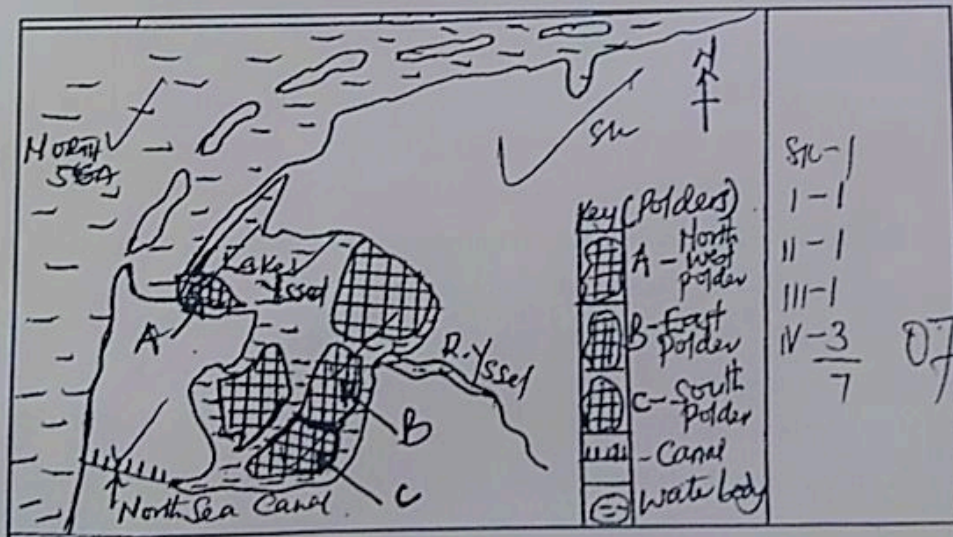 NORTH
SEA
SK
N
Lake
Yssel
A
R. Yssel
B
C
North Sea Canal.
Key (Polders)
A - North
West
polder
B - East
Polder
C - South
Polder
- Canal
Water body
SK - 1
I - 1
II - 1
III - 1
IV - 3
7
07